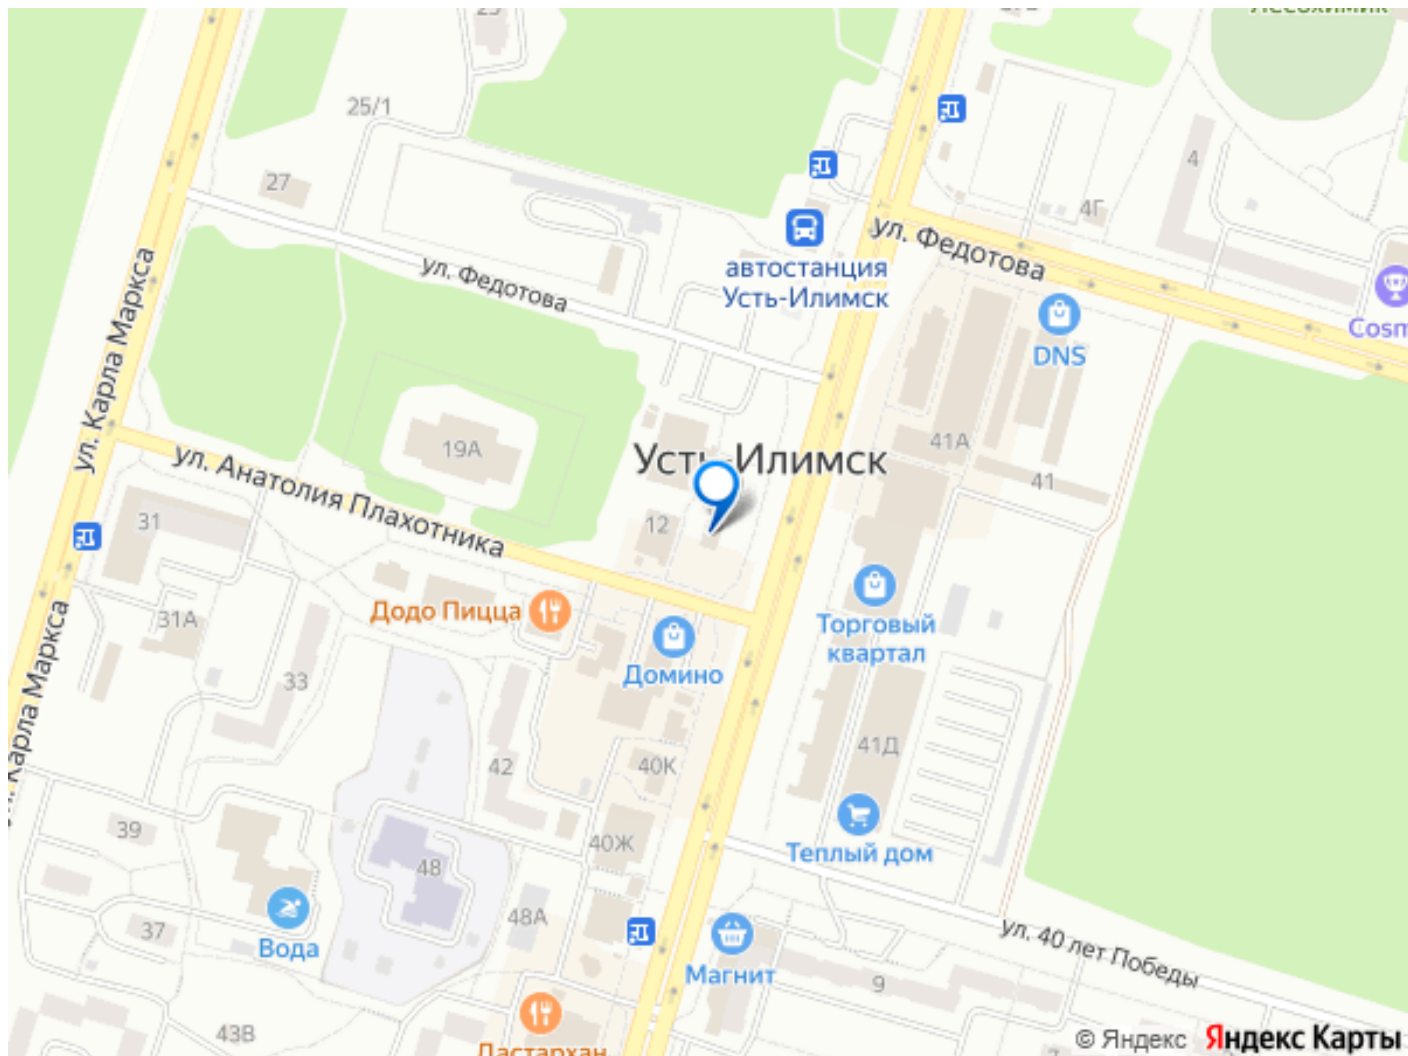 25/1
27
4
4Г
ул. Федотова
автостанция
Усть-Илимск
ул. Федотова
DNS
ул. Карла Маркса
19А
Усть-Илимск
41А
41
ул. Анатолия Плахотника
31
12
Додо Пицца
31А
Торговый
квартал
Домино
33
ул. Карла Маркса
42
40К
41Д
39
40Ж
Теплый дом
48
37
48А
Вода
ул. 40 лет Победы
Магнит
9
43В
Дастархан
© Яндекс Яндекс Карты